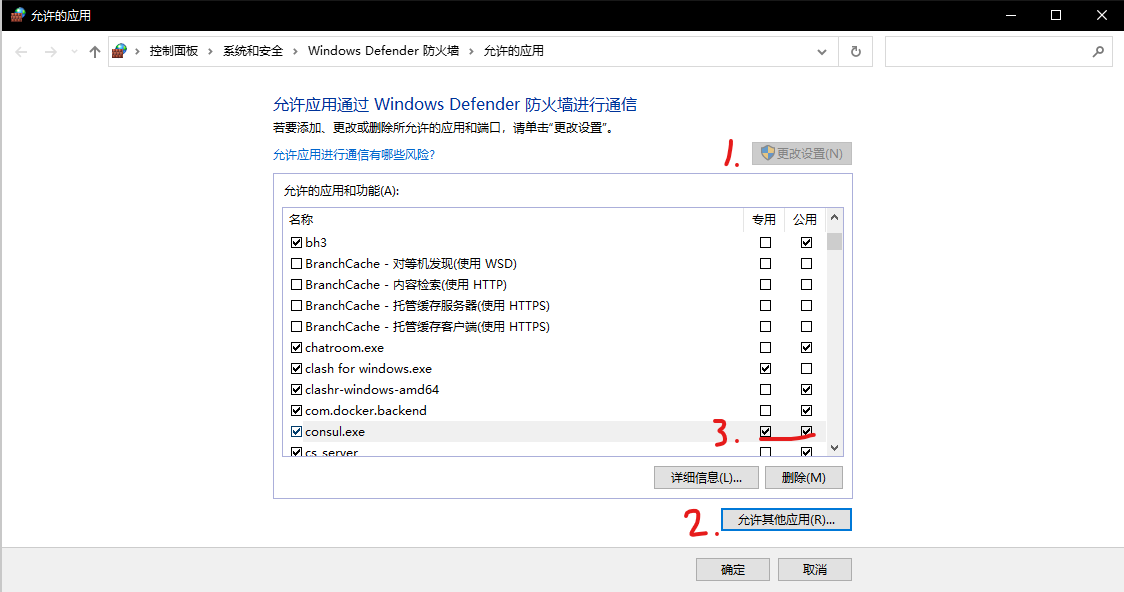 允许的应用
控制面板 › 系统和安全 › Windows Defender 防火墙 › 允许的应用
允许应用通过 Windows Defender 防火墙进行通信
若要添加、更改或删除所允许的应用和端口，请单击"更改设置"。
允许应用进行通信有哪些风险?
1. 更改设置(N)
允许的应用和功能(A):
名称 专用 公用
bh3
BranchCache - 对等机发现(使用 WSD)
BranchCache - 内容检索(使用 HTTP)
BranchCache - 托管缓存服务器(使用 HTTPS)
BranchCache - 托管缓存客户端(使用 HTTPS)
chatroom.exe
clash for windows.exe
clashr-windows-amd64
com.docker.backend
consul.exe 3.
cs_server
详细信息(L)... 删除(M)
2. 允许其他应用(R)...
确定 取消